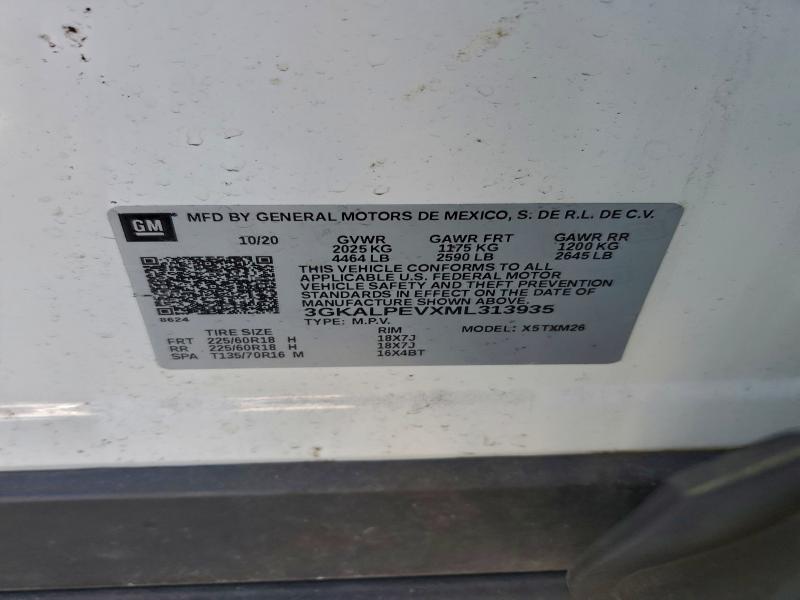 GM MFD BY GENERAL MOTORS DE MEXICO, S. DE R.L. DE C.V.
10/20 GVWR GAWR FRT GAWR RR
2025 KG 1175 KG 1200 KG
4464 LB 2590 LB 2645 LB
THIS VEHICLE CONFORMS TO ALL
APPLICABLE U.S. FEDERAL MOTOR
VEHICLE SAFETY AND THEFT PREVENTION
STANDARDS IN EFFECT ON THE DATE OF
MANUFACTURE SHOWN ABOVE.
3GKALPEVXML313935
8624
TYPE: M.P.V. MODEL: X5TXM26
TIRE SIZE RIM
FRT 225/60R18 H 18X7J
RR 225/60R18 H 18X7J
SPA T135/70R16 M 16X4BT